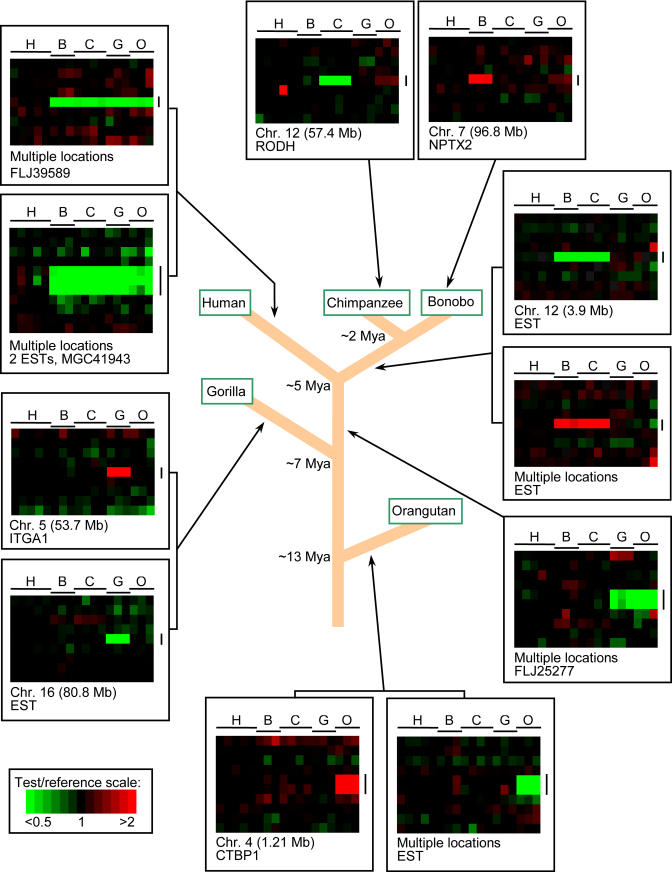 H B C G O
Multiple locations
FLJ39589
H B C G O
Chr. 12 (57.4 Mb)
RODH
H B C G O
Chr. 7 (96.8 Mb)
NPTX2
H B C G O
Multiple locations
2 ESTs, MGC41943
H B C G O
Chr. 12 (3.9 Mb)
EST
Human
Chimpanzee
Bonobo
~2 Mya
~5 Mya
Gorilla
~7 Mya
Orangutan
~13 Mya
H B C G O
Multiple locations
EST
H B C G O
Chr. 5 (53.7 Mb)
ITGA1
H B C G O
Multiple locations
FLJ25277
H B C G O
Chr. 16 (80.8 Mb)
EST
H B C G O
Chr. 4 (1.21 Mb)
CTBP1
H B C G O
Multiple locations
EST
Test/reference scale:
<0.5 1 >2